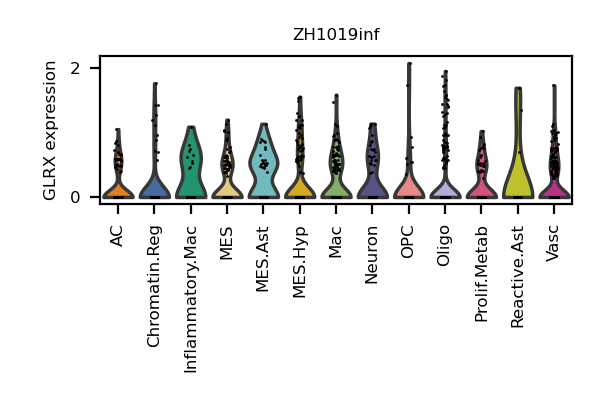 ZH1019inf
GLRX expression
2
0
AC
Chromatin.Reg
Inflammatory.Mac
MES
MES.Ast
MES.Hyp
Mac
Neuron
OPC
Oligo
Prolif.Metab
Reactive.Ast
Vasc